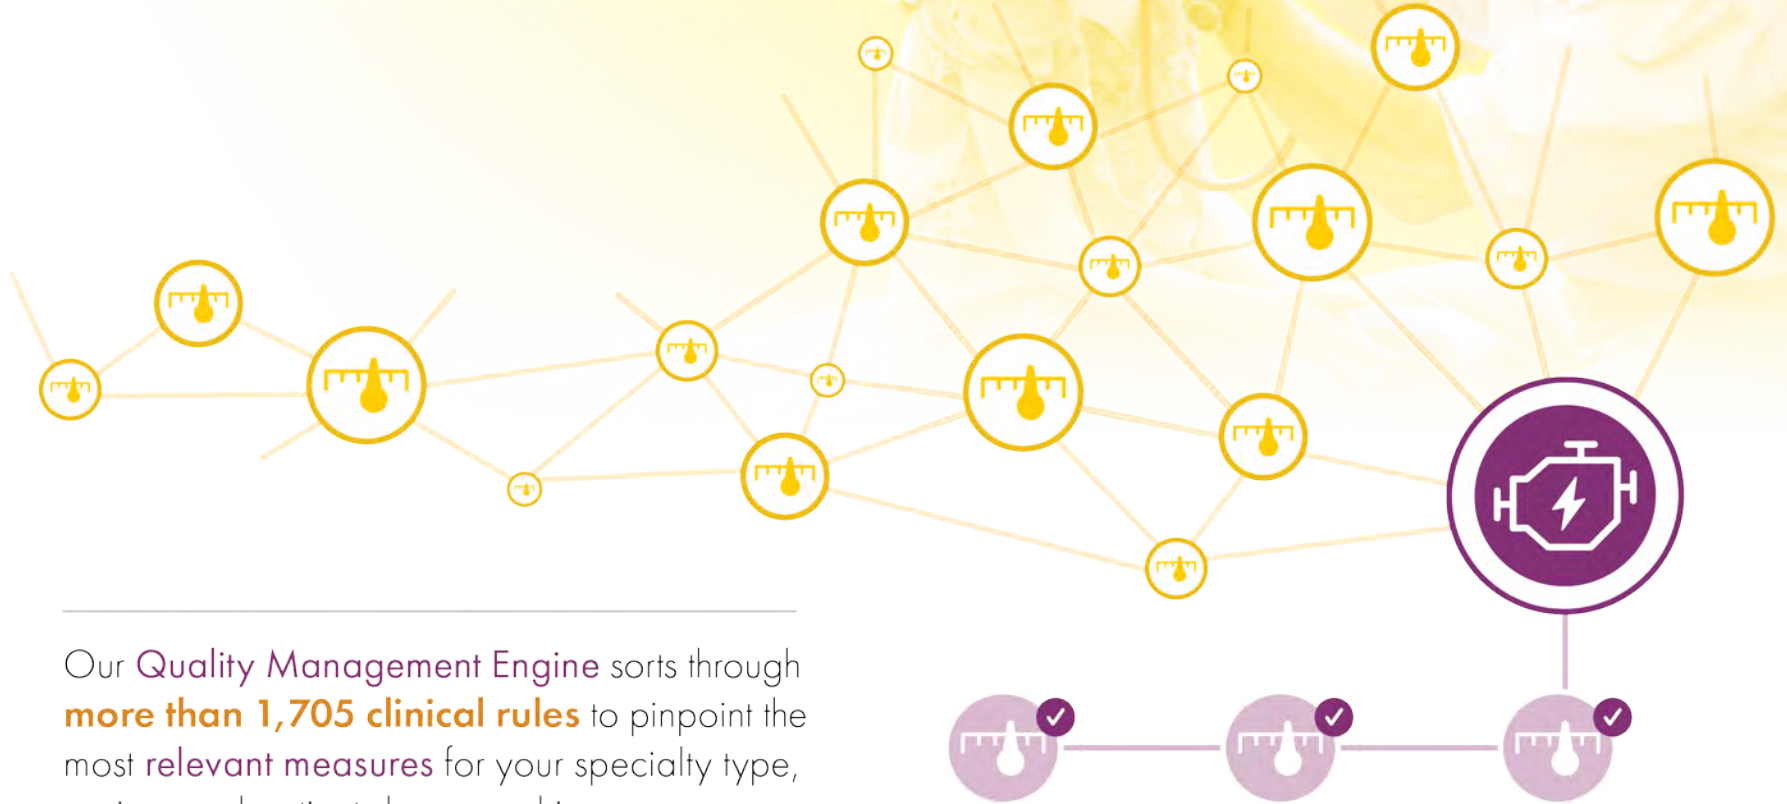 Our Quality Management Engine sorts through
more than 1,705 clinical rules to pinpoint the
most relevant measures for your specialty type,